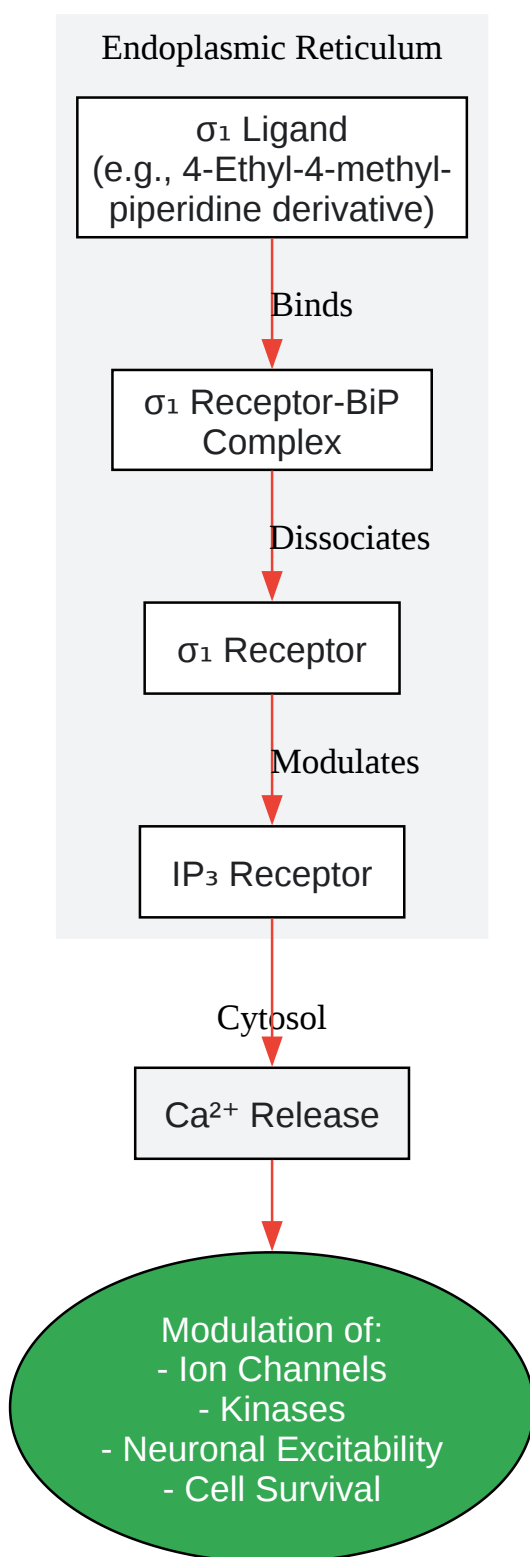 Endoplasmic Reticulum
σ₁ Ligand
(e.g., 4-Ethyl-4-methyl-
piperidine derivative)
Binds
σ₁ Receptor-BiP
Complex
Dissociates
σ₁ Receptor
Modulates
IP₃ Receptor
Cytosol
Ca²⁺ Release
Modulation of:
- Ion Channels
- Kinases
- Neuronal Excitability
- Cell Survival